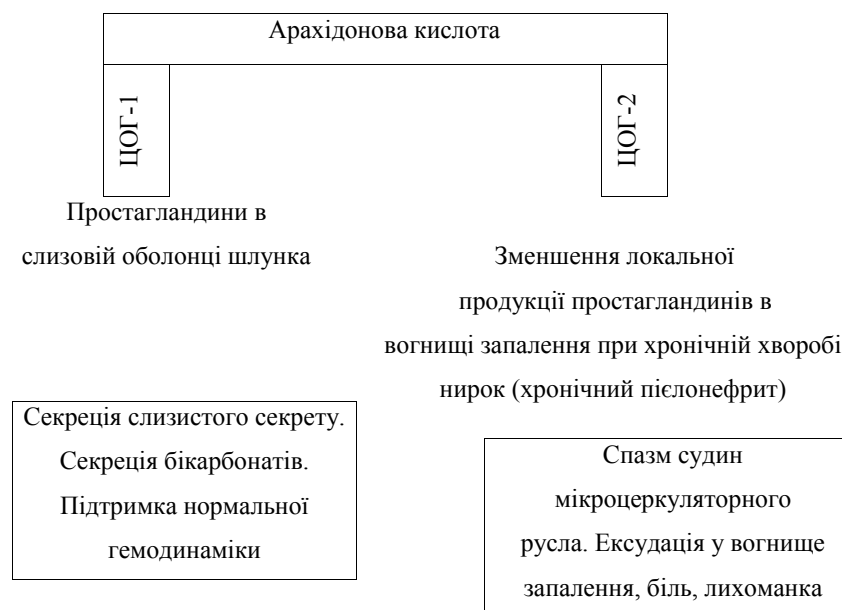 Арахідонова кислота
ЦОГ-1
ЦОГ-2
Простагландини в
слизовій оболонці шлунка
Зменшення локальної
продукції простагландинів в
вогнищі запалення при хронічній хворобі
нирок (хронічний пієлонефрит)
Секреція слизистого секрету.
Секреція бікарбонатів.
Підтримка нормальної
гемодинаміки
Спазм судин
мікроцеркуляторного
русла. Ексудація у вогнище
запалення, біль, лихоманка